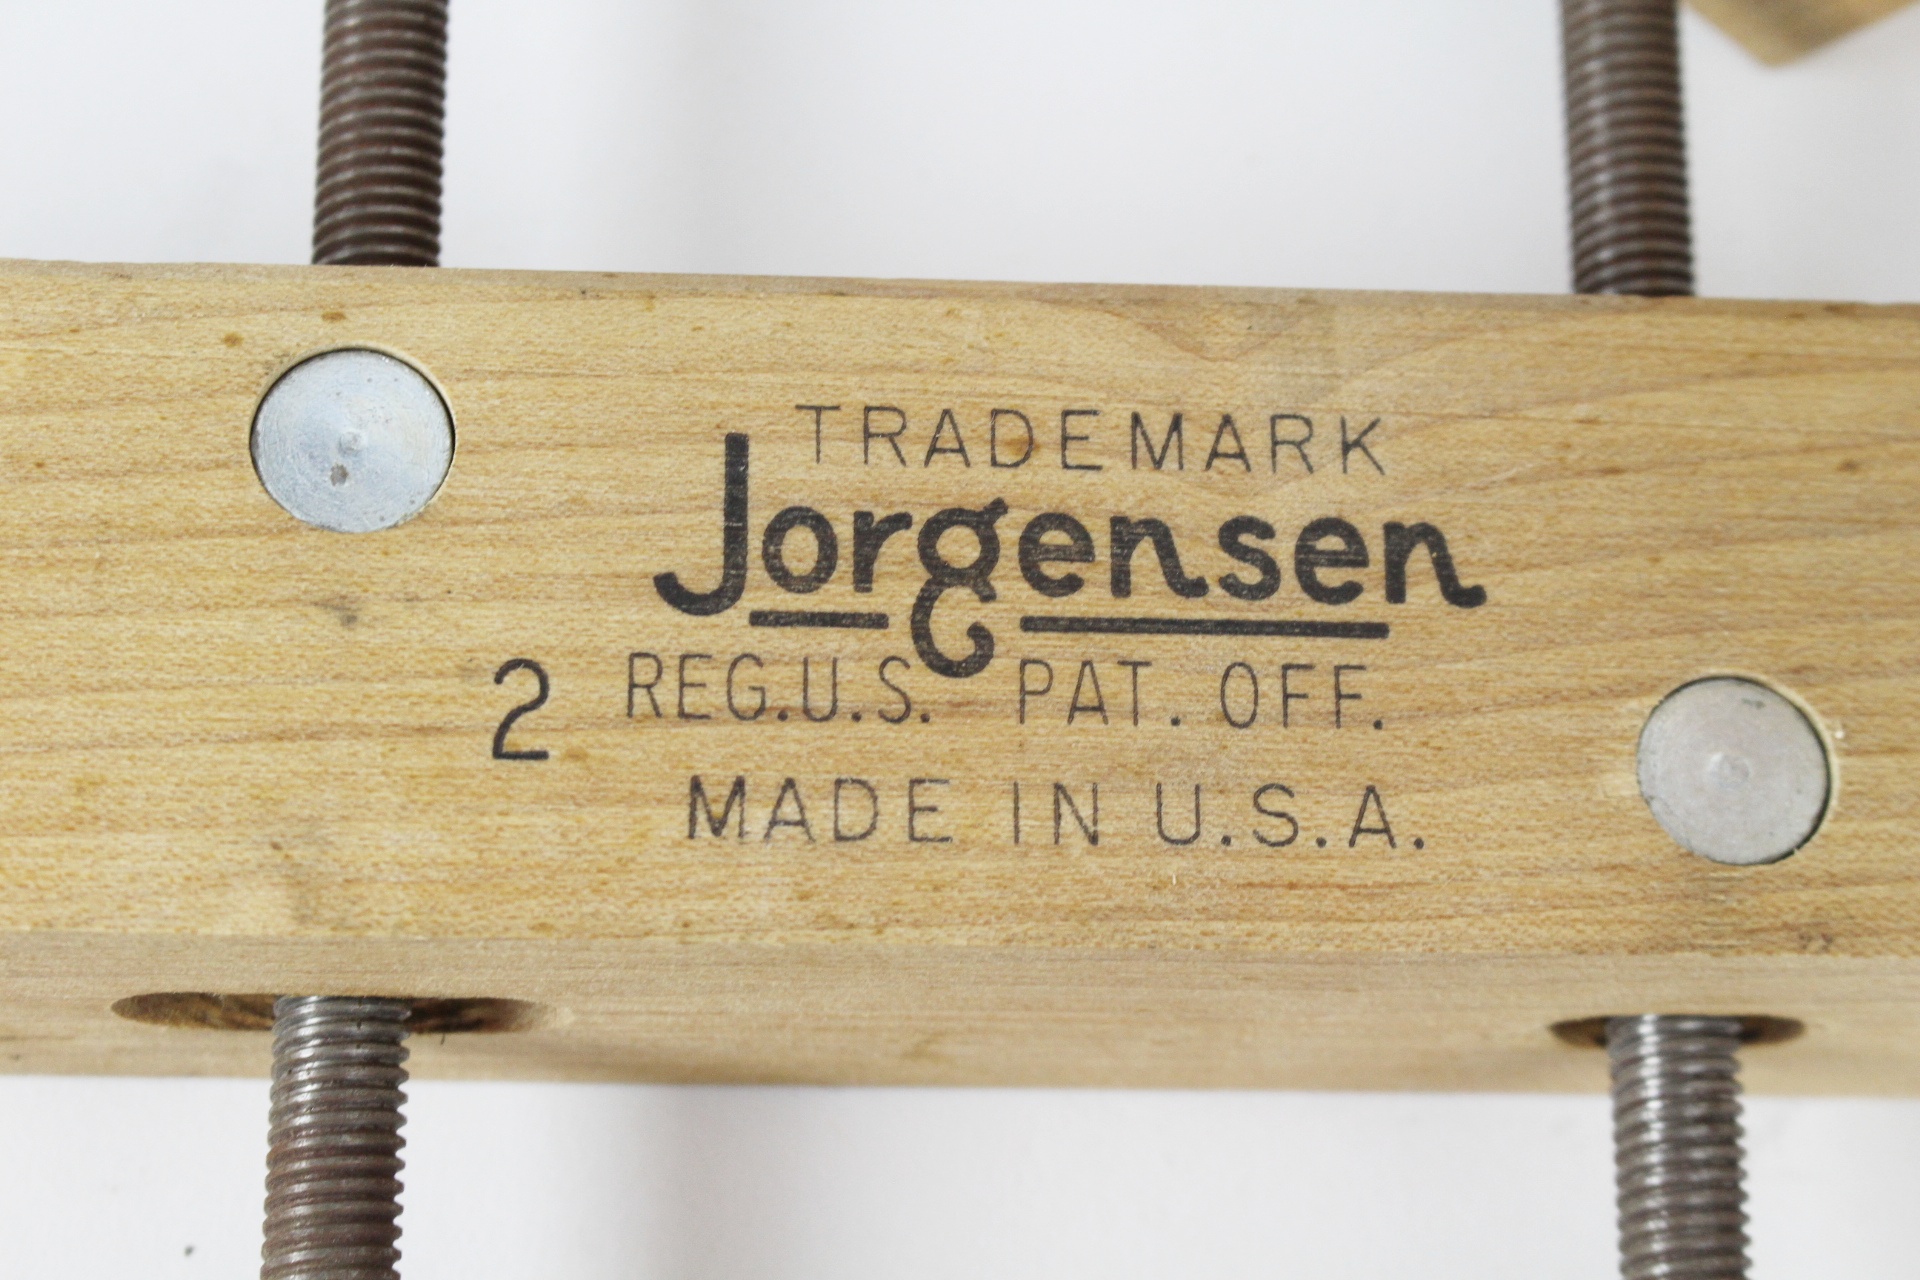 TRADEMARK
Jorgensen
2 REG.U.S. PAT. OFF.
MADE IN U.S.A.